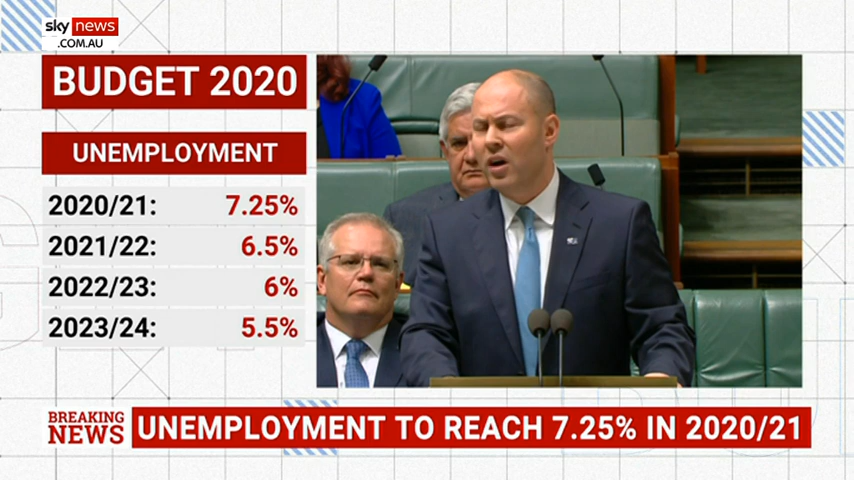 sky news
.COM.AU
BUDGET 2020
UNEMPLOYMENT
2020/21: 7.25%
2021/22: 6.5%
2022/23: 6%
2023/24: 5.5%
BREAKING
NEWS
UNEMPLOYMENT TO REACH 7.25% IN 2020/21